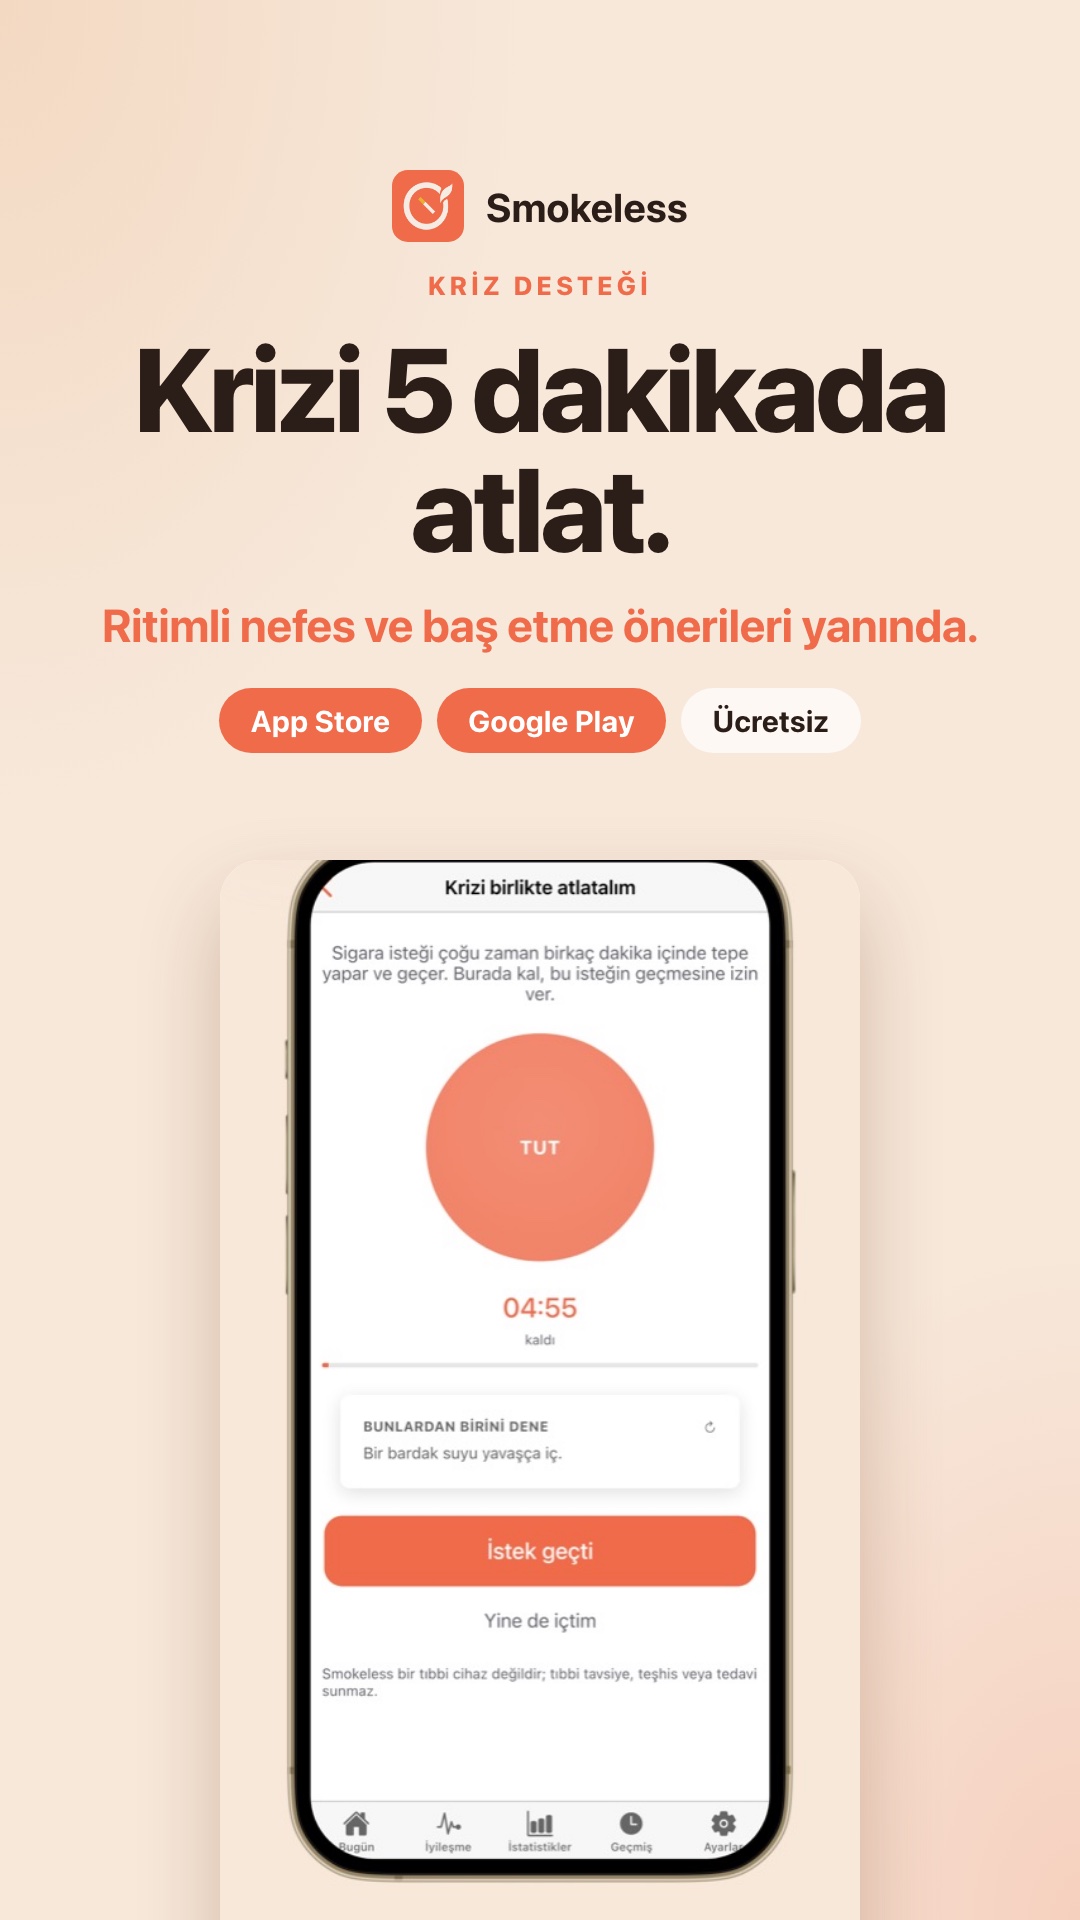 Smokeless
KRİZ DESTEĞİ
Krizi 5 dakikada
atlat.
Ritimli nefes ve baş etme önerileri yanında.
App Store
Google Play
Ücretsiz
Krizi birlikte atlatalım
Sigara isteği çoğu zaman birkaç dakika içinde tepe
yapar ve geçer. Burada kal, bu isteğin geçmesine izin
ver.
TUT
04:55
kaldı
BUNLARDAN BİRİNİ DENE
Bir bardak suyu yavaşça iç.
İstek geçti
Yine de içtim
Smokeless bir tıbbi cihaz değildir; tıbbi tavsiye, teşhis veya tedavi
sunmaz.
Bugün
İyileşme
İstatistikler
Geçmiş
Ayarlar